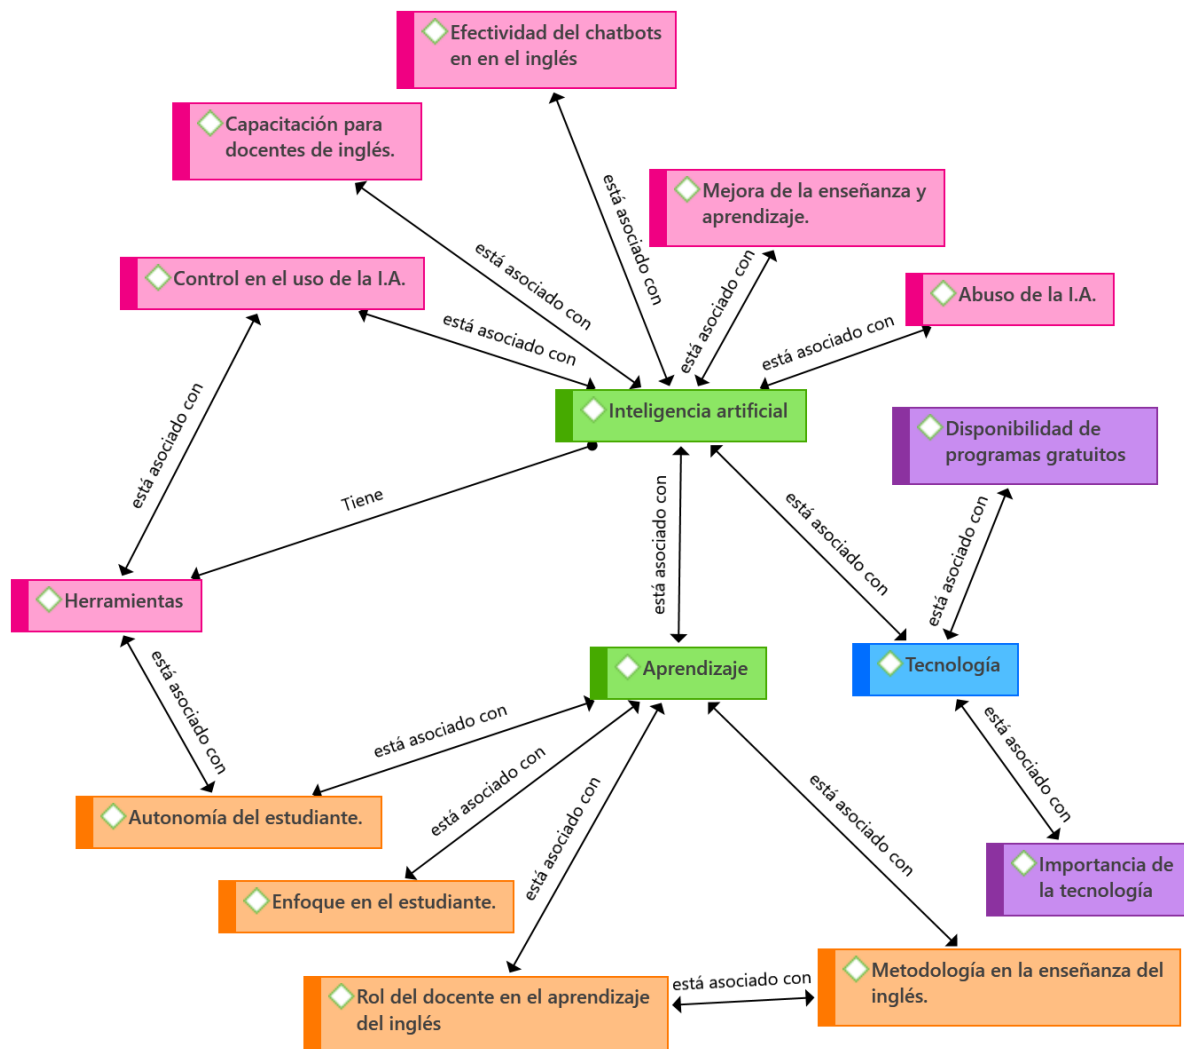 Efectividad del chatbots
en en el inglés
Capacitación para
docentes de inglés.
está asociado con
Mejora de la enseñanza y
aprendizaje.
está asociado con
está asociado con
Control en el uso de la I.A.
Abuso de la I.A.
está asociado con
está asociado con
Inteligencia artificial
está asociado con
Tiene
Disponibilidad de
programas gratuitos
está asociado con
está asociado con
está asociado con
Herramientas
Aprendizaje
Tecnología
está asociado con
está asociado con
está asociado con
está asociado con
está asociado con
está asociado con
Autonomía del estudiante.
Importancia de
la tecnología
Enfoque en el estudiante.
Metodología en la enseñanza del
inglés.
está asociado con
Rol del docente en el aprendizaje
del inglés